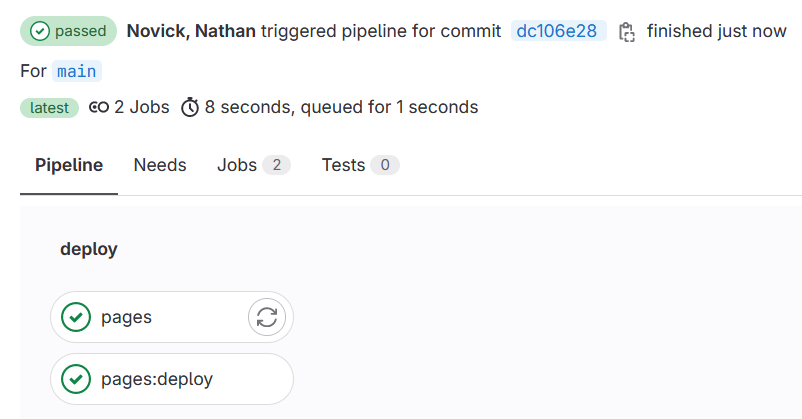 passed Novick, Nathan triggered pipeline for commit dc106e28 finished just now
For main
latest 2 Jobs 8 seconds, queued for 1 seconds
Pipeline Needs Jobs 2 Tests 0
deploy
pages
pages:deploy